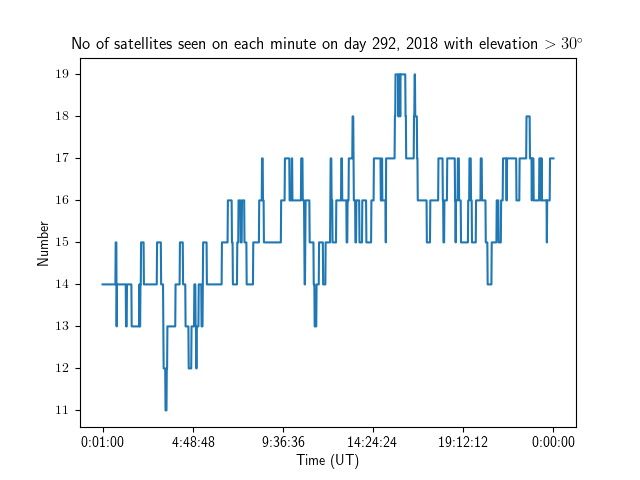 No of satellites seen on each minute on day 292, 2018 with elevation > 30°
19
18
17
16
15
14
13
12
11
Number
0:01:00 4:48:48 9:36:36 14:24:24 19:12:12 0:00:00
Time (UT)